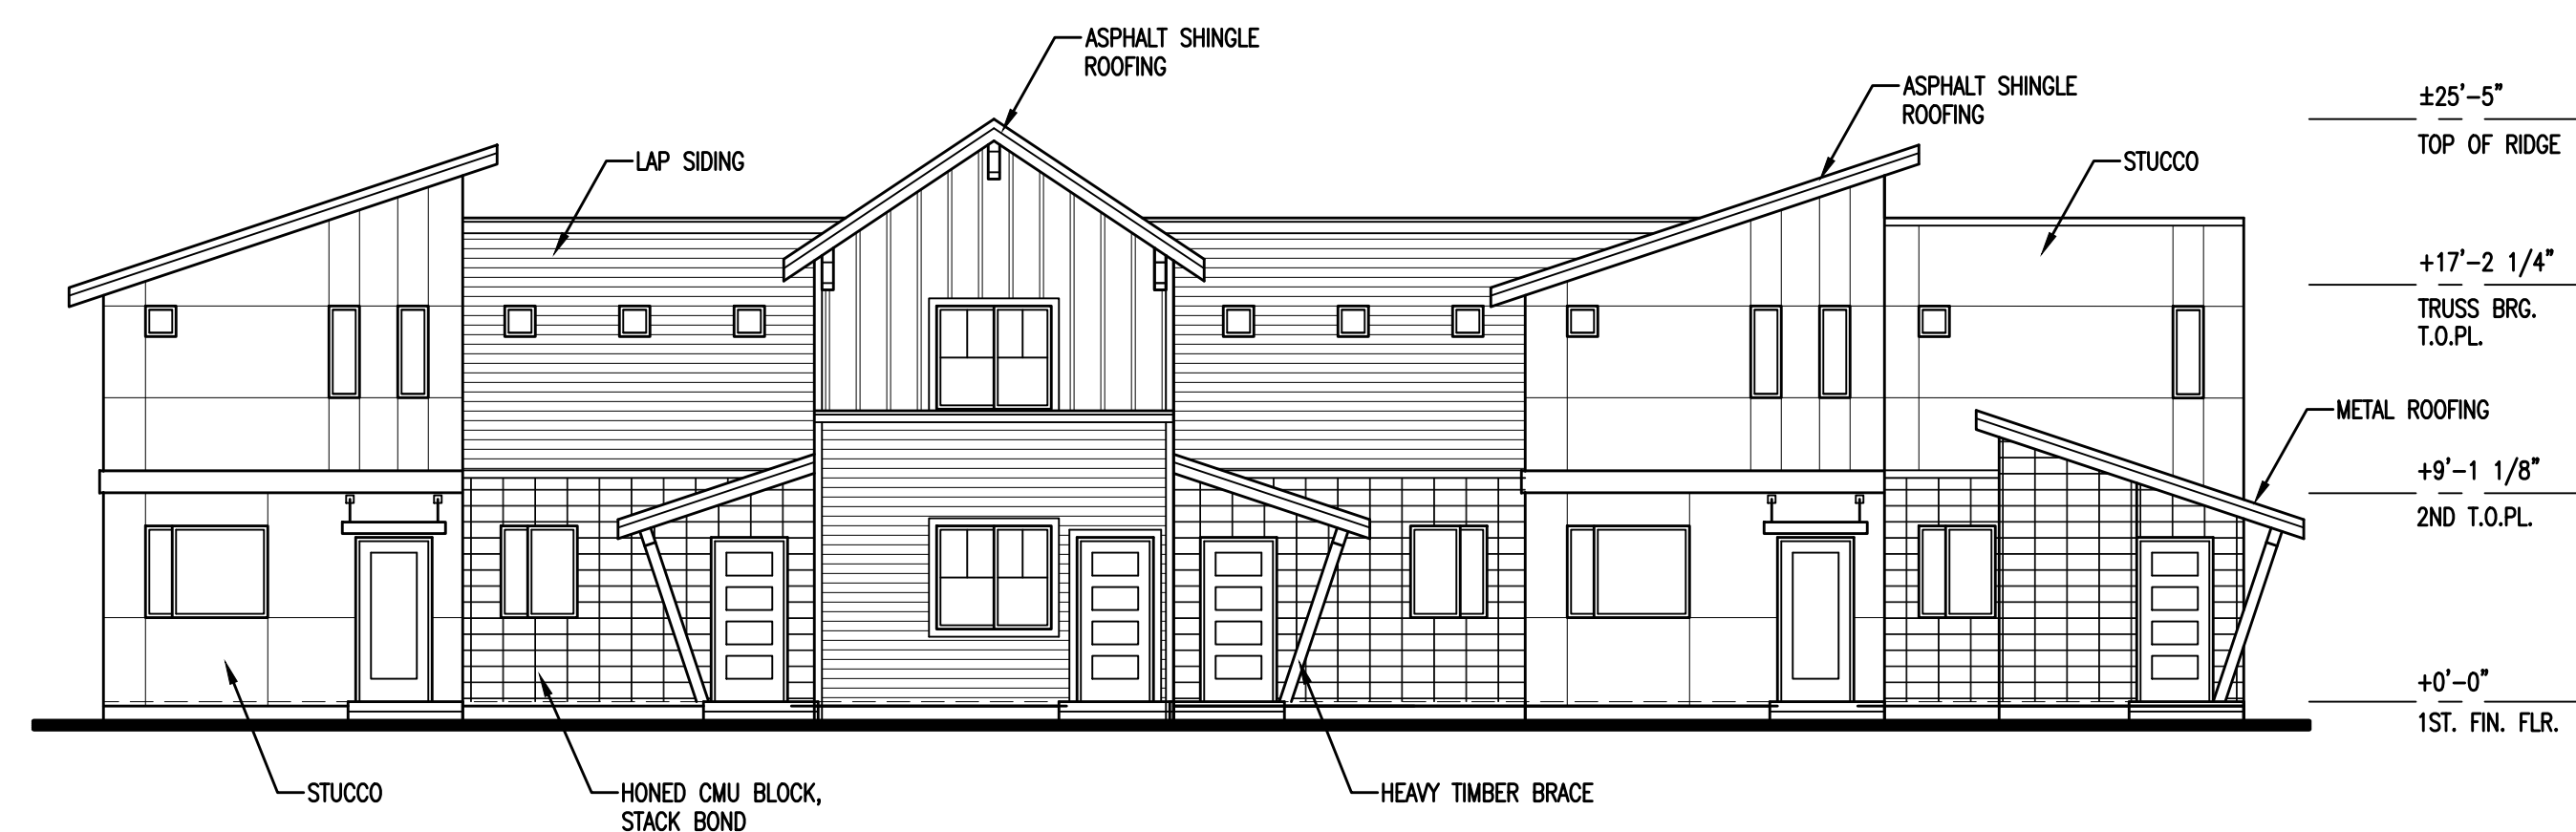 ASPHALT SHINGLE
ROOFING
ASPHALT SHINGLE
ROOFING
LAP SIDING
STUCCO
±25'-5"
TOP OF RIDGE
+17'-2 1/4"
TRUSS BRG.
T.O.PL.
METAL ROOFING
+9'-1 1/8"
2ND T.O.PL.
+0'-0"
1ST. FIN. FLR.
STUCCO
HONED CMU BLOCK,
STACK BOND
HEAVY TIMBER BRACE